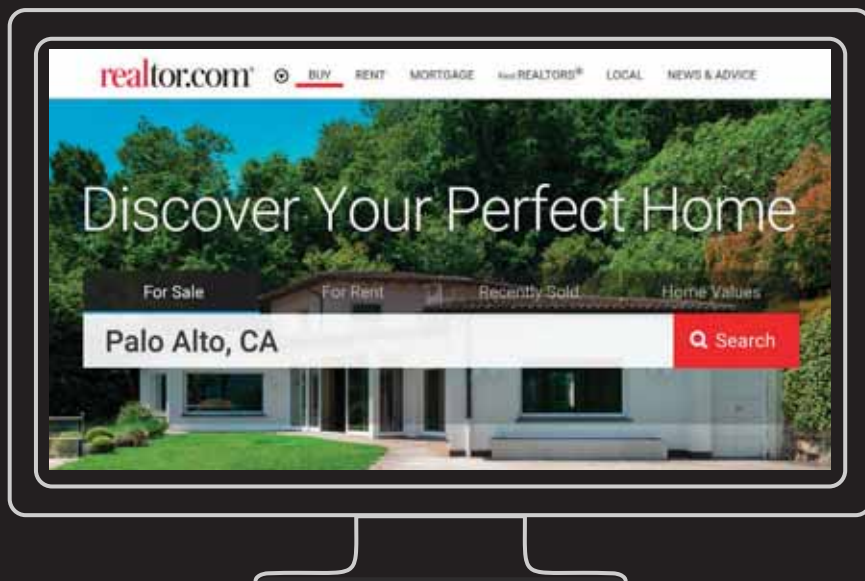 realtor.com® BUY RENT MORTGAGE Find REALTORS® LOCAL NEWS & ADVICE
Discover Your Perfect Home
For Sale For Rent Recently Sold Home Values
Palo Alto, CA Search